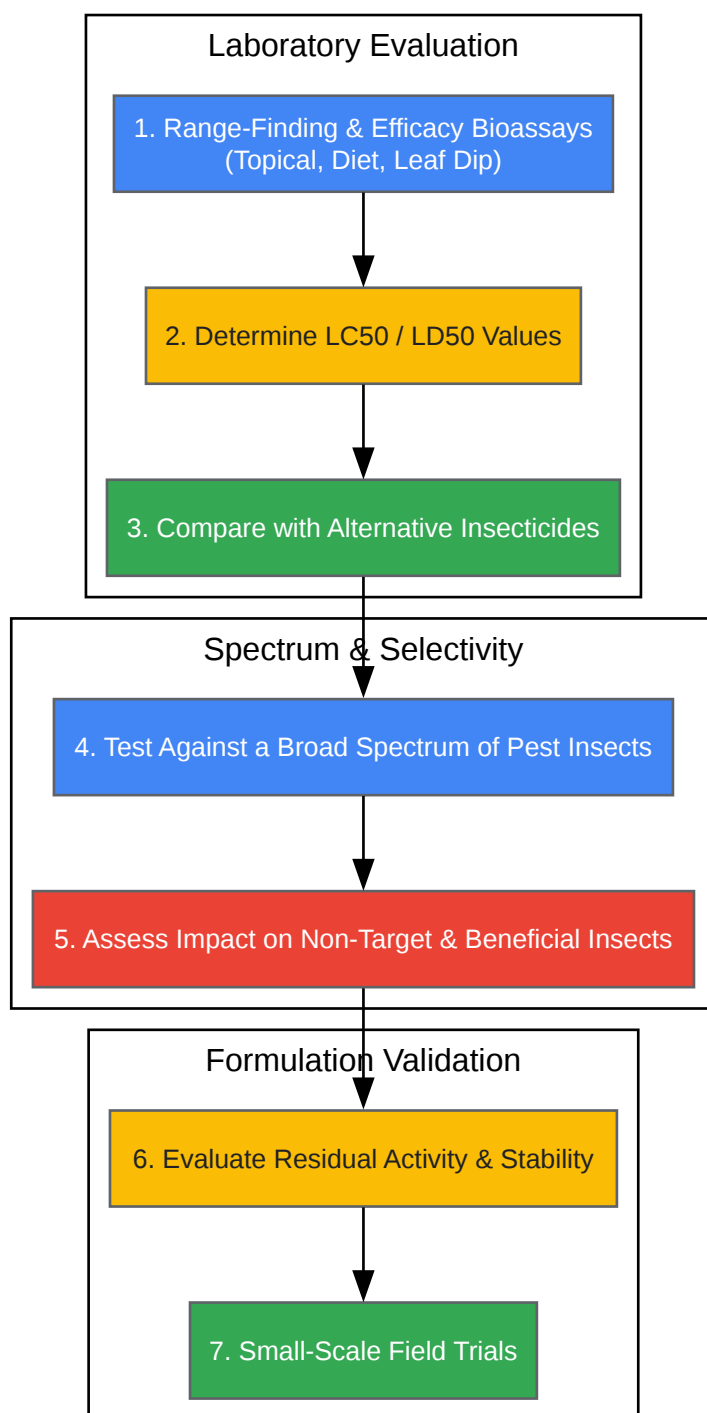 Laboratory Evaluation
1. Range-Finding & Efficacy Bioassays
(Topical, Diet, Leaf Dip)
2. Determine LC50 / LD50 Values
3. Compare with Alternative Insecticides
Spectrum & Selectivity
4. Test Against a Broad Spectrum of Pest Insects
5. Assess Impact on Non-Target & Beneficial Insects
Formulation Validation
6. Evaluate Residual Activity & Stability
7. Small-Scale Field Trials